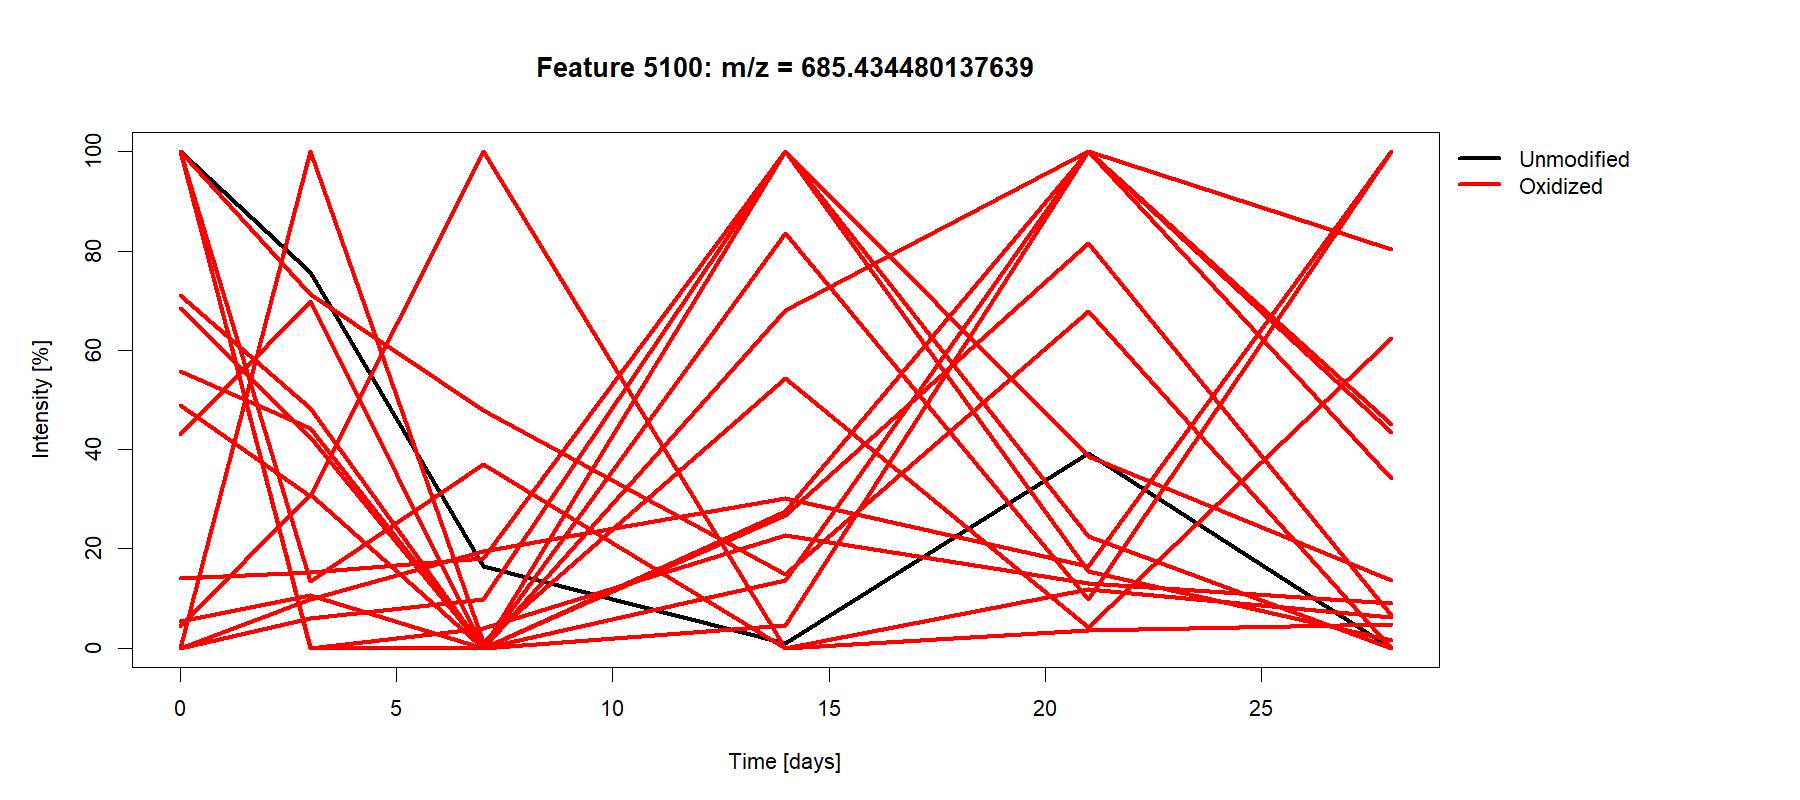 Feature 5100: m/z = 685.434480137639
Unmodified
Oxidized
Intensity [%]
100
80
60
40
20
0
0 5 10 15 20 25
Time [days]